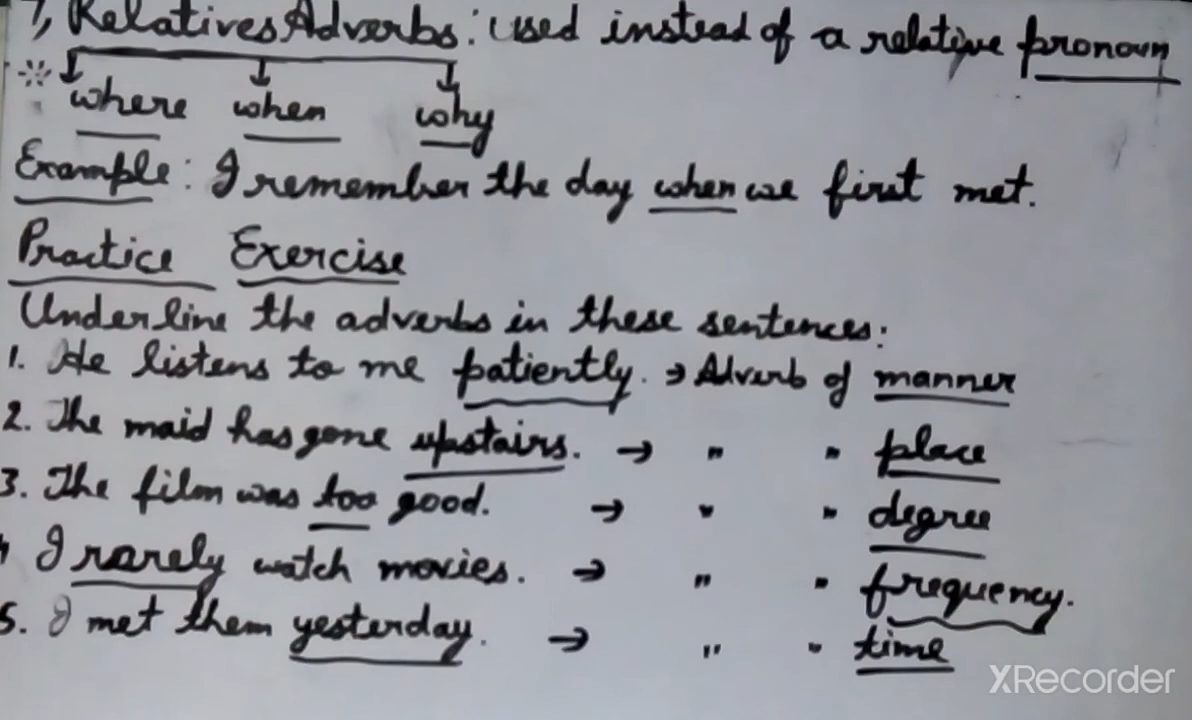 7, Relatives Adverbs: Used instead of a relative pronoun
where when why
Example: I remember the day when we first met.
Practice Exercise
Underline the adverbs in these sentences:
1. He listens to me patiently. → Adverb of manner
2. The maid has gone upstairs. → " " place
3. The film was too good. → " " degree
I rarely watch movies. → " " frequency.
5. I met them yesterday. → " " time
XRecorder